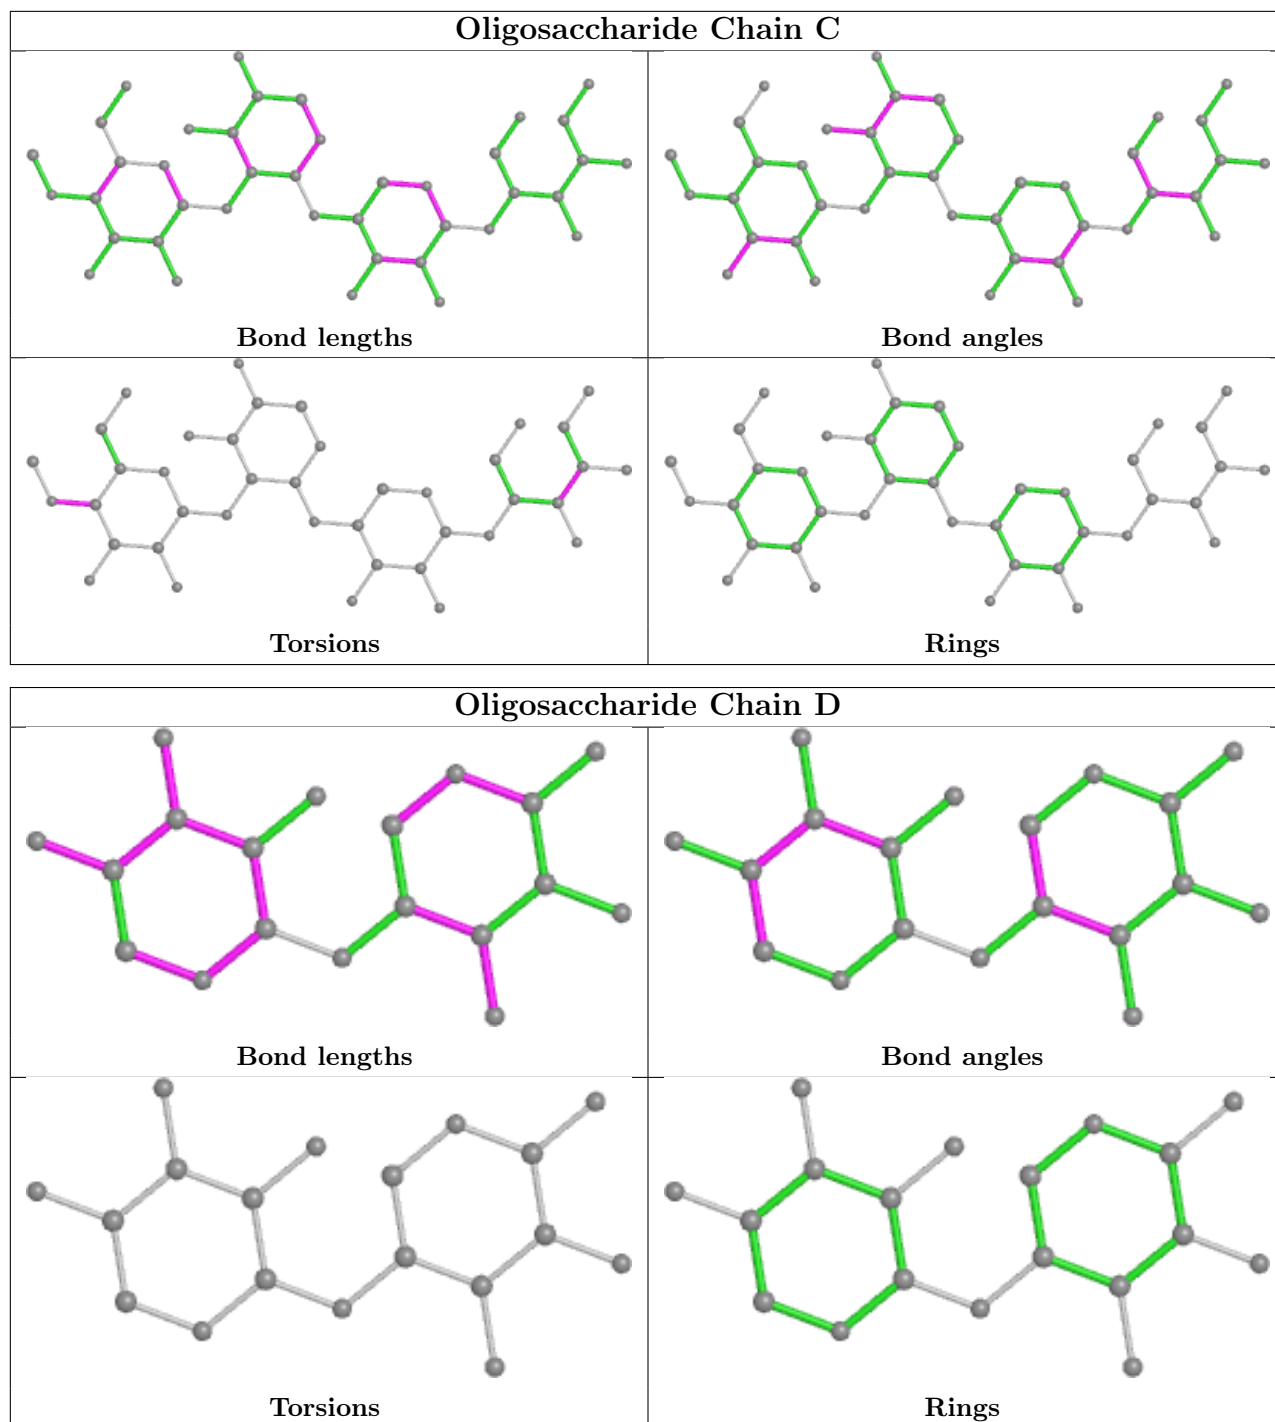 Oligosaccharide Chain C
Bond lengths
Bond angles
Torsions
Rings
Oligosaccharide Chain D
Bond lengths
Bond angles
Torsions
Rings